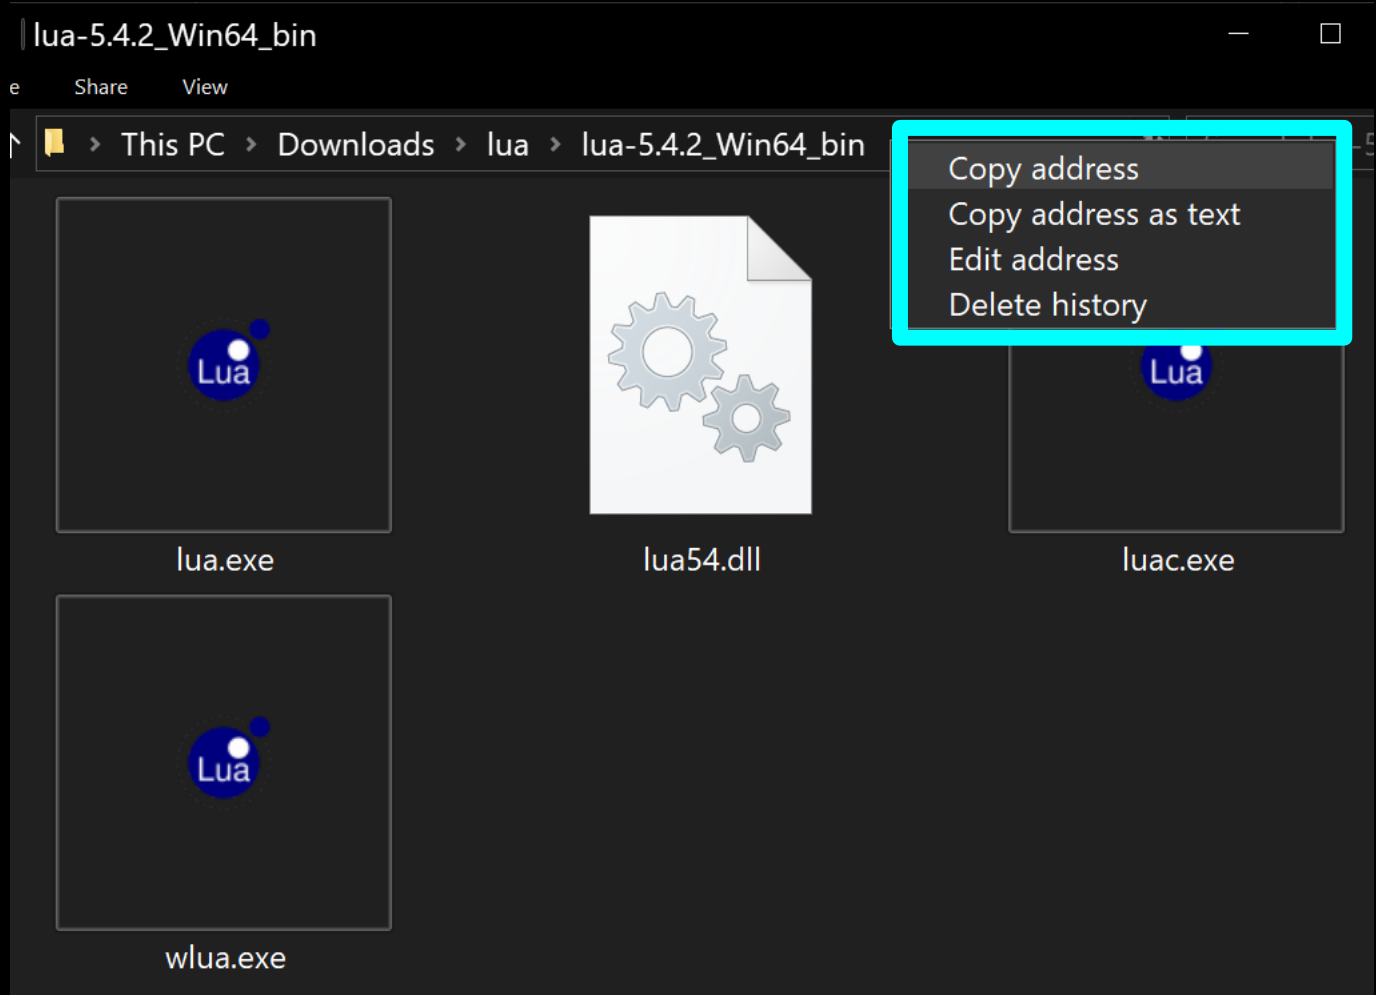 lua-5.4.2_Win64_bin
e Share View
This PC > Downloads > lua > lua-5.4.2_Win64_bin
Copy address
Copy address as text
Edit address
Delete history
Lua
Lua
lua.exe
lua54.dll
luac.exe
Lua
wlua.exe